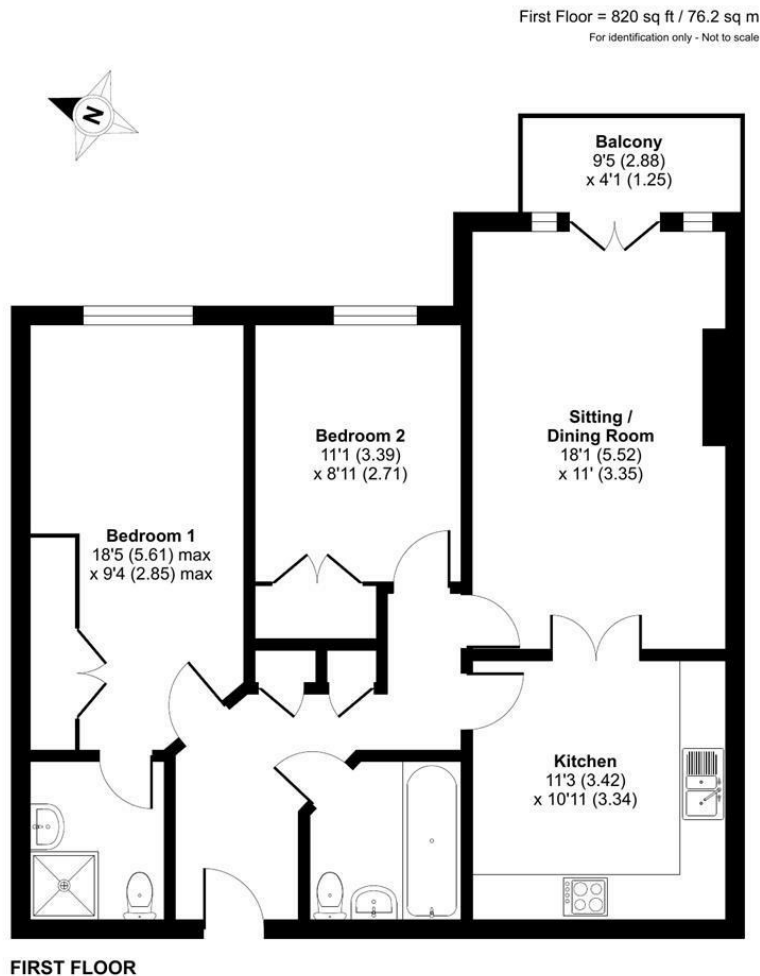 First Floor = 820 sq ft / 76.2 sq m
For identification only - Not to scale
N
Balcony
9'5 (2.88)
x 4'1 (1.25)
Bedroom 2
11'1 (3.39)
x 8'11 (2.71)
Sitting /
Dining Room
18'1 (5.52)
x 11' (3.35)
Bedroom 1
18'5 (5.61) max
x 9'4 (2.85) max
Kitchen
11'3 (3.42)
x 10'11 (3.34)
FIRST FLOOR